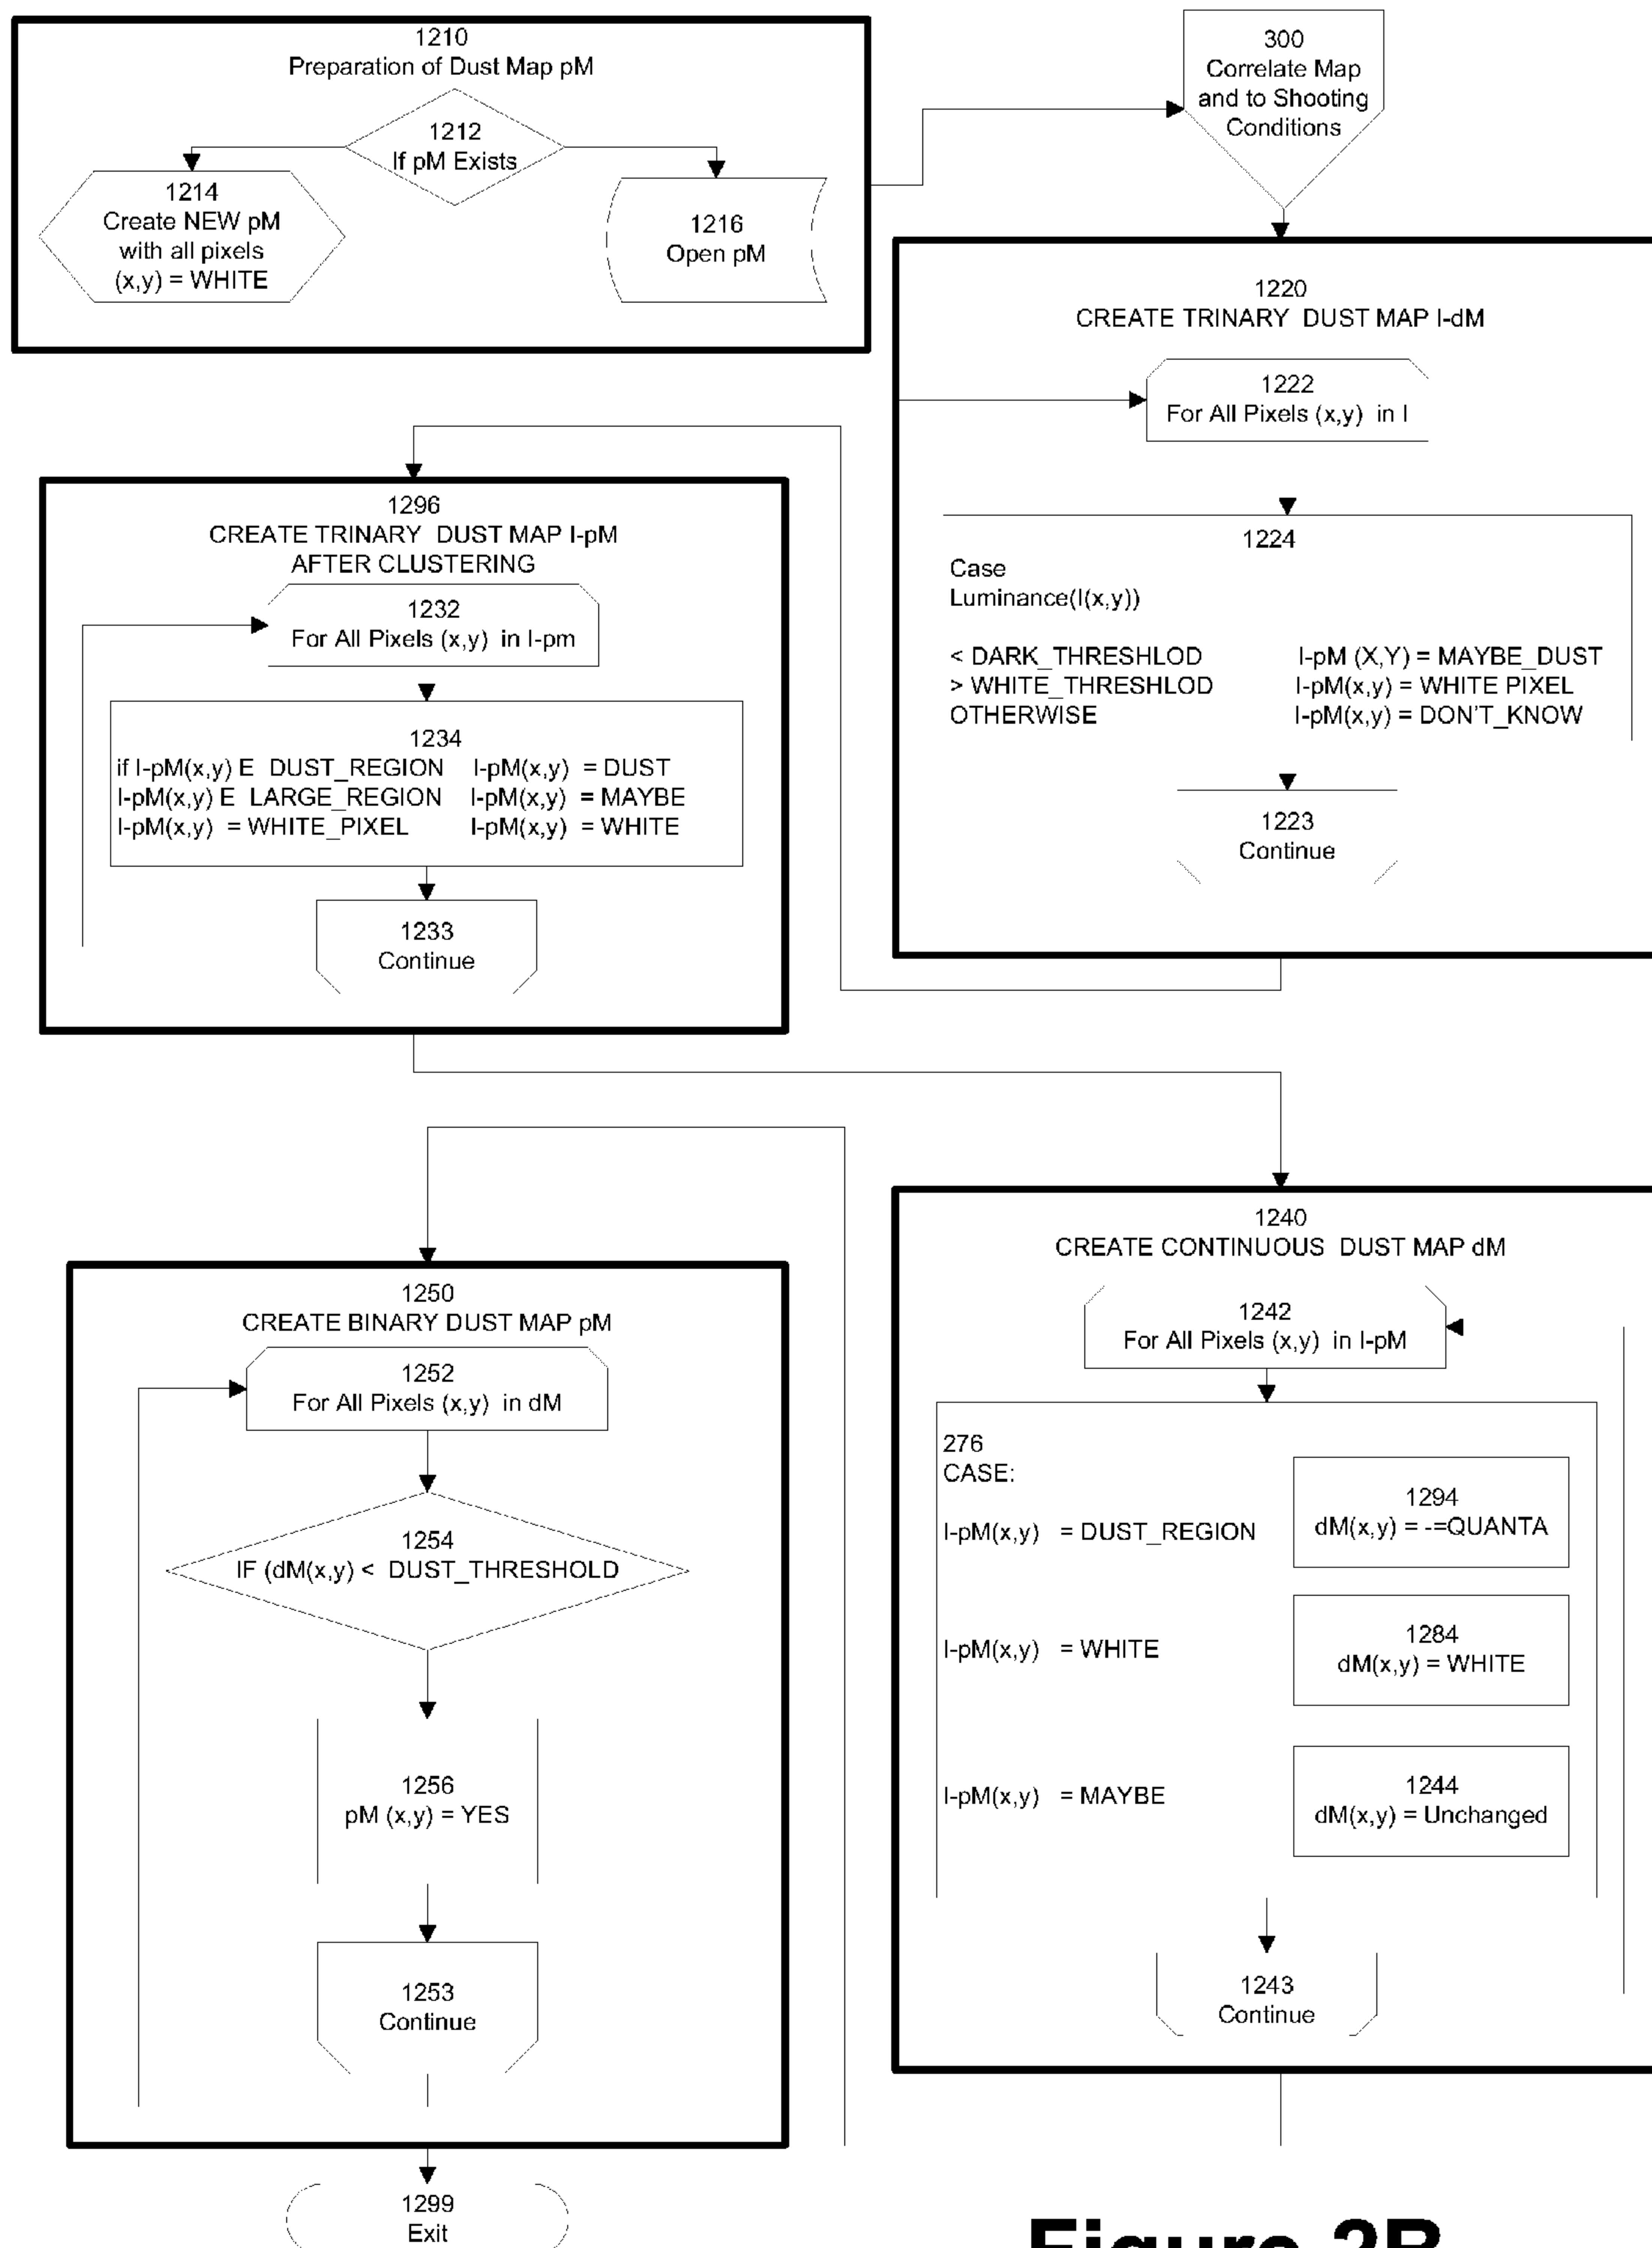 1210
Preparation of Dust Map pM
1212
If pM Exists
1214
Create NEW pM
with all pixels
(x,y) = WHITE
1216
Open pM
300
Correlate Map
and to Shooting
Conditions
1220
CREATE TRINARY DUST MAP I-dM
1222
For All Pixels (x,y) in I
1224
Case
Luminance(I(x,y))
< DARK_THRESHLOD I-pM (X,Y) = MAYBE_DUST
> WHITE_THRESHLOD I-pM(x,y) = WHITE PIXEL
OTHERWISE I-pM(x,y) = DON'T_KNOW
1223
Continue
1296
CREATE TRINARY DUST MAP I-pM
AFTER CLUSTERING
1232
For All Pixels (x,y) in I-pm
1234
if I-pM(x,y) E DUST_REGION I-pM(x,y) = DUST
I-pM(x,y) E LARGE_REGION I-pM(x,y) = MAYBE
I-pM(x,y) = WHITE_PIXEL I-pM(x,y) = WHITE
1233
Continue
1240
CREATE CONTINUOUS DUST MAP dM
1242
For All Pixels (x,y) in I-pM
276
CASE:
I-pM(x,y) = DUST_REGION
1294
dM(x,y) = -=QUANTA
I-pM(x,y) = WHITE
1284
dM(x,y) = WHITE
I-pM(x,y) = MAYBE
1244
dM(x,y) = Unchanged
1243
Continue
1250
CREATE BINARY DUST MAP pM
1252
For All Pixels (x,y) in dM
1254
IF (dM(x,y) < DUST_THRESHOLD
1256
pM (x,y) = YES
1253
Continue
1299
Exit
Figure 2B